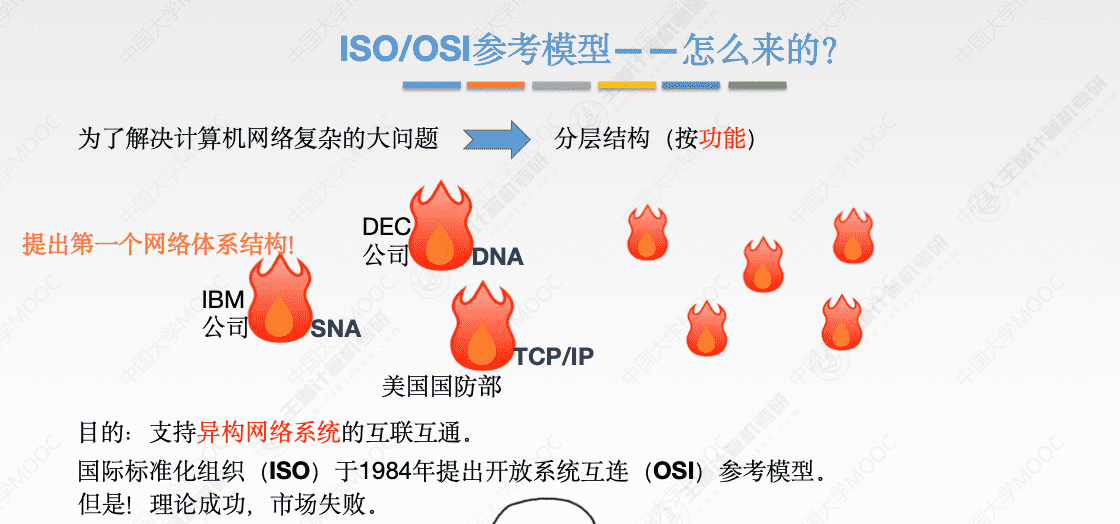 ISO/OSI参考模型——怎么来的?
为了解决计算机网络复杂的大问题
分层结构（按功能）
提出第一个网络体系结构!
DEC
公司
DNA
IBM
公司
SNA
TCP/IP
美国国防部
目的：支持异构网络系统的互联互通。
国际标准化组织（ISO）于1984年提出开放系统互连（OSI）参考模型。
但是！理论成功，市场失败。
中国大学MOOC
王道计算机考研